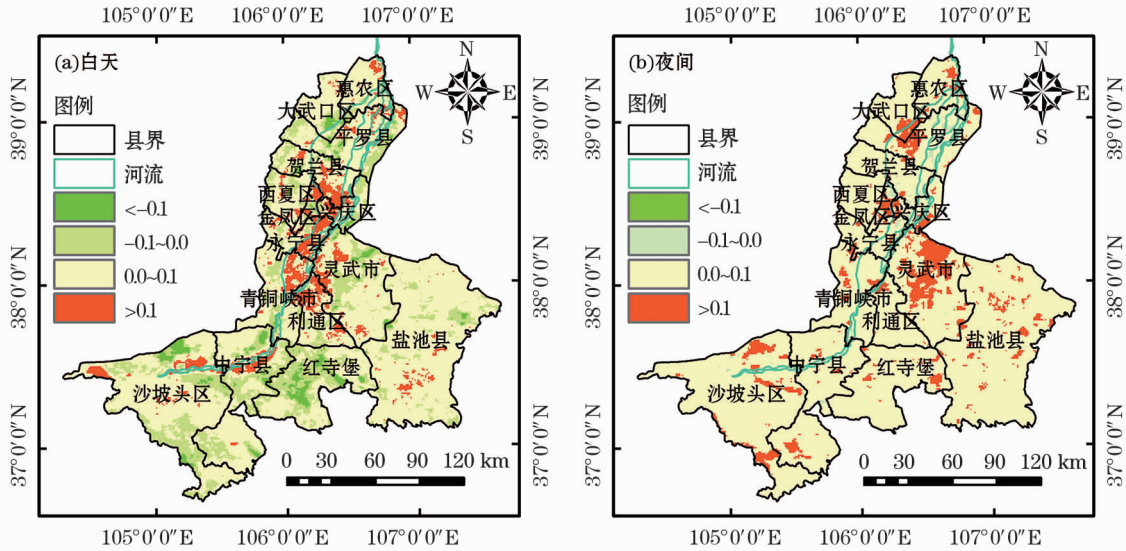 105°0′0″E 106°0′0″E 107°0′0″E
(a)白天
N
W E
S
图例
县界
河流
<-0.1
-0.1~0.0
0.0~0.1
>0.1
惠农区
大武口区
平罗县
贺兰县
西夏区
金凤区
兴庆区
永宁县
灵武市
青铜峡市
利通区
盐池县
中宁县
红寺堡
沙坡头区
0 30 60 90 120 km
39°0′0″N
38°0′0″N
37°0′0″N
105°0′0″E 106°0′0″E 107°0′0″E
105°0′0″E 106°0′0″E 107°0′0″E
(b)夜间
N
W E
S
图例
县界
河流
<-0.1
-0.1~0.0
0.0~0.1
>0.1
惠农区
大武口区
平罗县
贺兰县
西夏区
金凤区
兴庆区
永宁县
灵武市
青铜峡市
利通区
盐池县
中宁县
红寺堡
沙坡头区
0 30 60 90 120 km
39°0′0″N
38°0′0″N
37°0′0″N
39°0′0″N
38°0′0″N
37°0′0″N
105°0′0″E 106°0′0″E 107°0′0″E